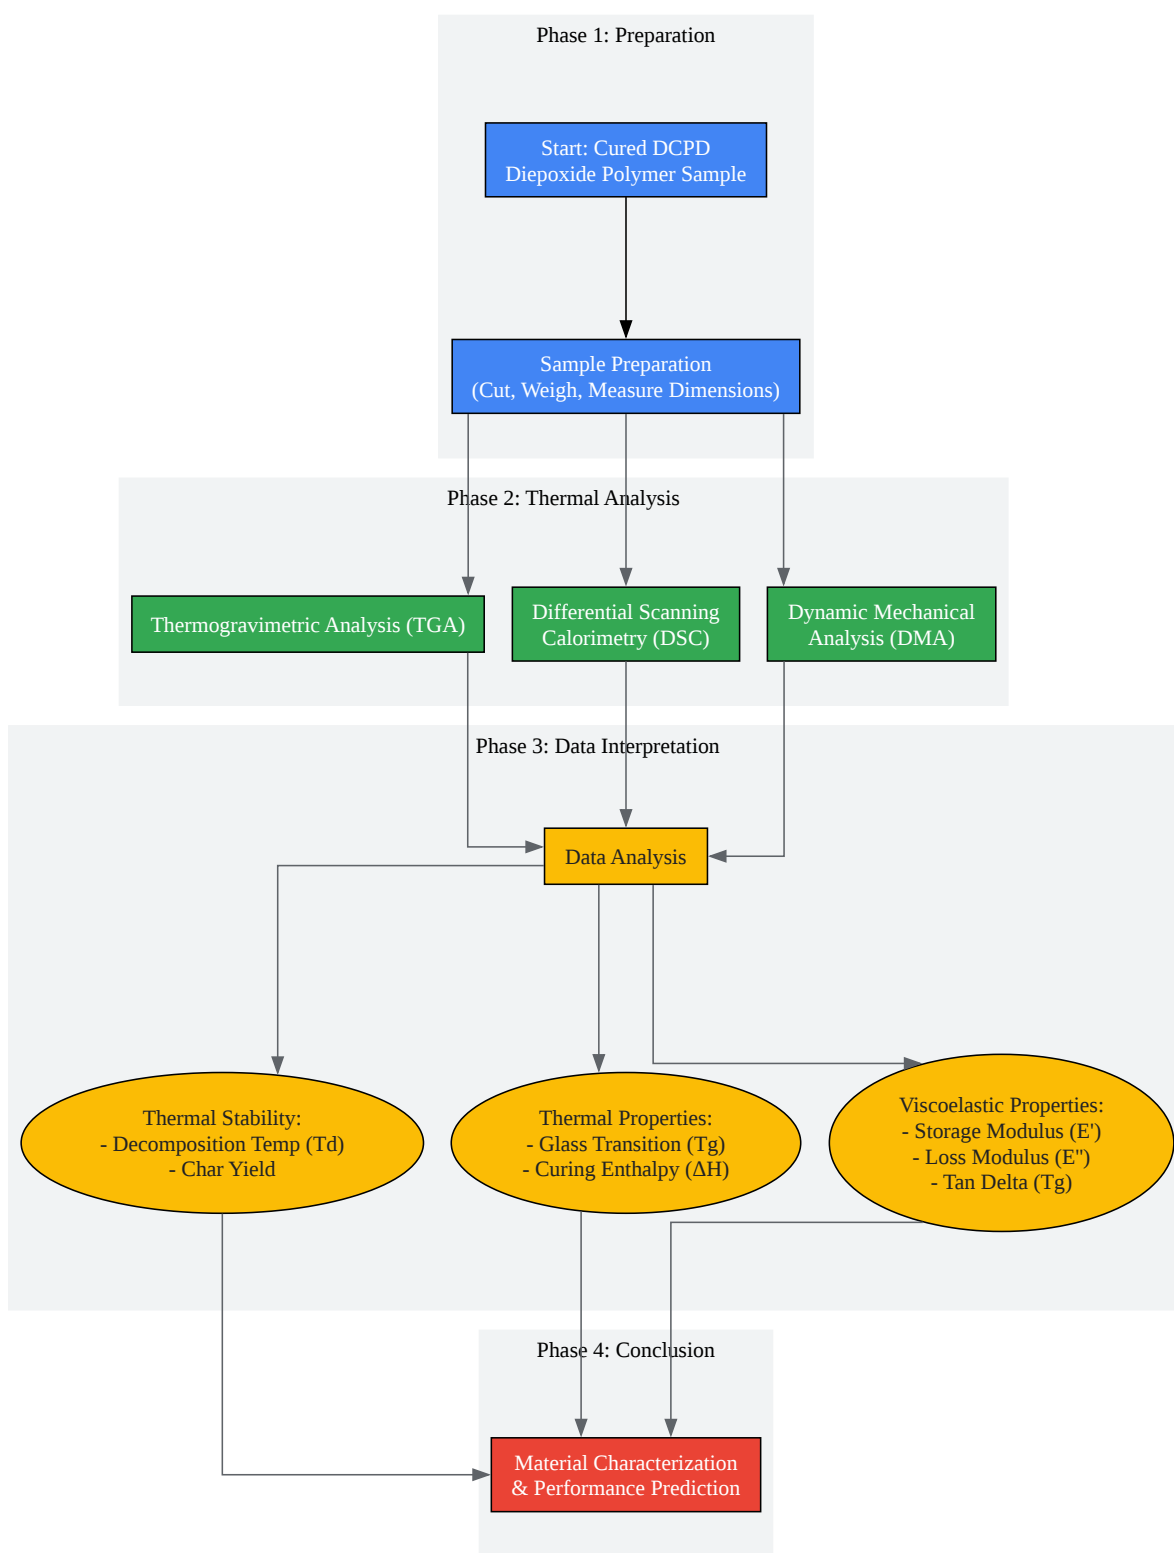 Phase 1: Preparation
Start: Cured DCPD
Diepoxide Polymer Sample
Sample Preparation
(Cut, Weigh, Measure Dimensions)
Phase 2: Thermal Analysis
Thermogravimetric Analysis (TGA)
Differential Scanning
Calorimetry (DSC)
Dynamic Mechanical
Analysis (DMA)
Phase 3: Data Interpretation
Data Analysis
Thermal Stability:
- Decomposition Temp (Td)
- Char Yield
Thermal Properties:
- Glass Transition (Tg)
- Curing Enthalpy (ΔH)
Viscoelastic Properties:
- Storage Modulus (E')
- Loss Modulus (E'')
- Tan Delta (Tg)
Phase 4: Conclusion
Material Characterization
& Performance Prediction